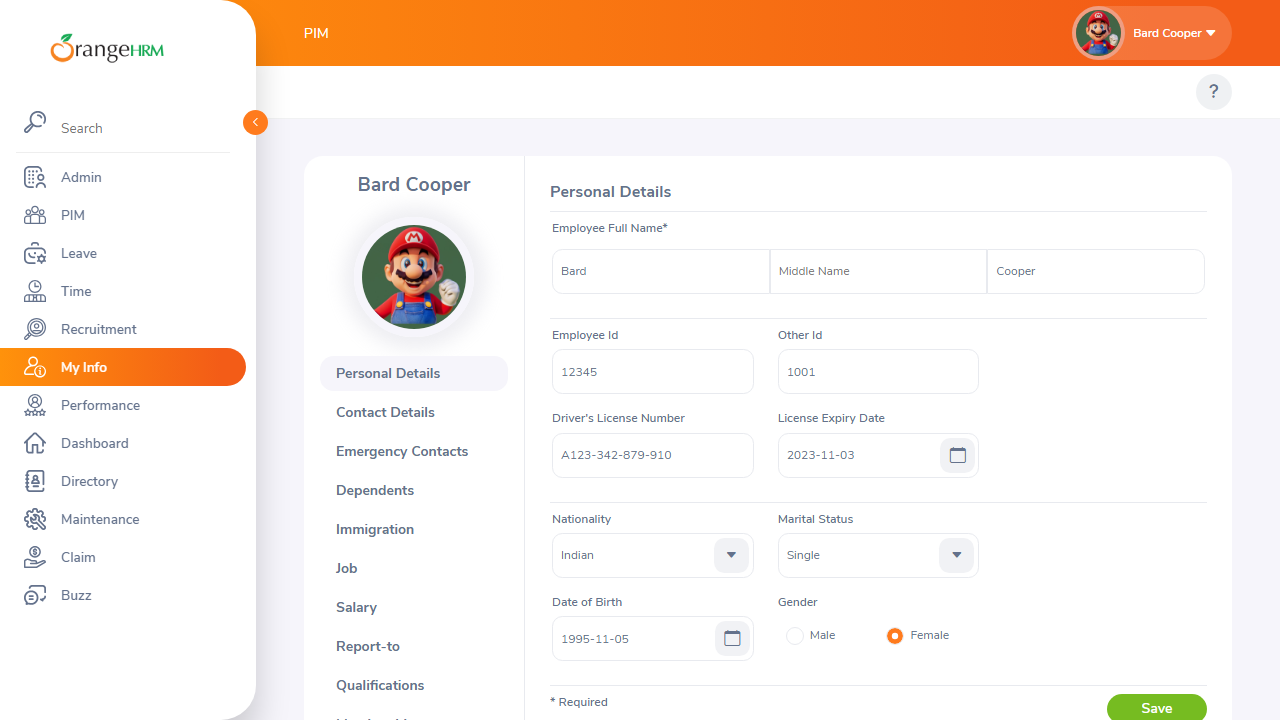 OrangeHRM
PIM
Bard Cooper
?
Search
Admin
PIM
Leave
Time
Recruitment
My Info
Performance
Dashboard
Directory
Maintenance
Claim
Buzz
Bard Cooper
Personal Details
Contact Details
Emergency Contacts
Dependents
Immigration
Job
Salary
Report-to
Qualifications
Personal Details
Employee Full Name*
Bard Middle Name Cooper
Employee Id Other Id
12345 1001
Driver's License Number License Expiry Date
A123-342-879-910 2023-11-03
Nationality Marital Status
Indian Single
Date of Birth Gender
1995-11-05 Male Female
* Required Save